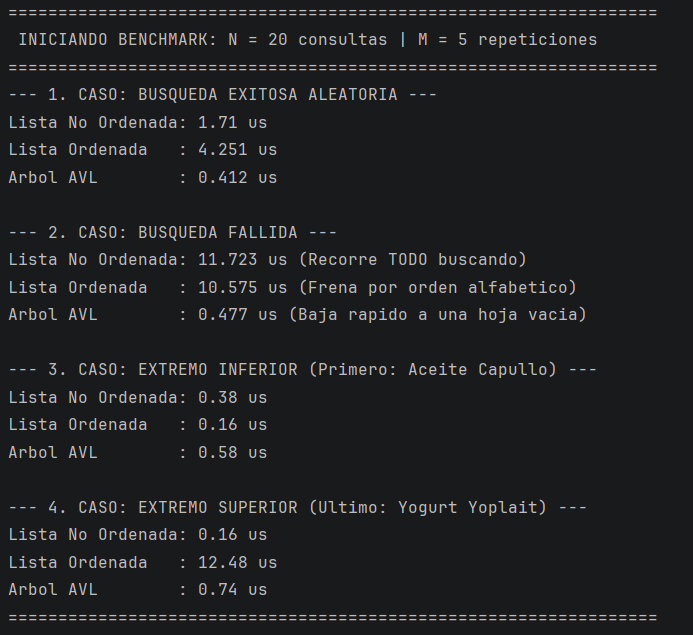 =================================================================
 INICIANDO BENCHMARK: N = 20 consultas | M = 5 repeticiones
=================================================================
--- 1. CASO: BUSQUEDA EXITOSA ALEATORIA ---
Lista No Ordenada: 1.71 us
Lista Ordenada   : 4.251 us
Arbol AVL        : 0.412 us

--- 2. CASO: BUSQUEDA FALLIDA ---
Lista No Ordenada: 11.723 us (Recorre TODO buscando)
Lista Ordenada   : 10.575 us (Frena por orden alfabetico)
Arbol AVL        : 0.477 us (Baja rapido a una hoja vacia)

--- 3. CASO: EXTREMO INFERIOR (Primero: Aceite Capullo) ---
Lista No Ordenada: 0.38 us
Lista Ordenada   : 0.16 us
Arbol AVL        : 0.58 us

--- 4. CASO: EXTREMO SUPERIOR (Ultimo: Yogurt Yoplait) ---
Lista No Ordenada: 0.16 us
Lista Ordenada   : 12.48 us
Arbol AVL        : 0.74 us
=================================================================